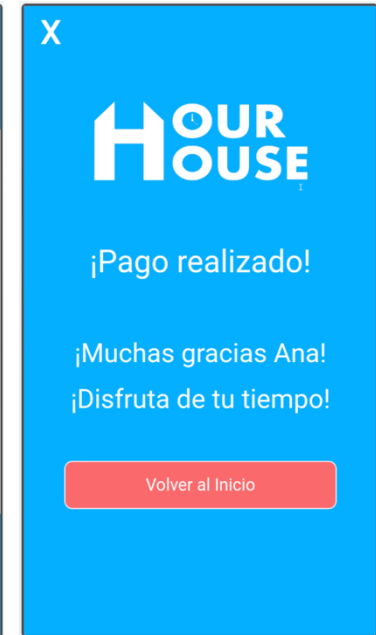 X
HOUR
HOUSE
¡Pago realizado!
¡Muchas gracias Ana!
¡Disfruta de tu tiempo!
Volver al Inicio